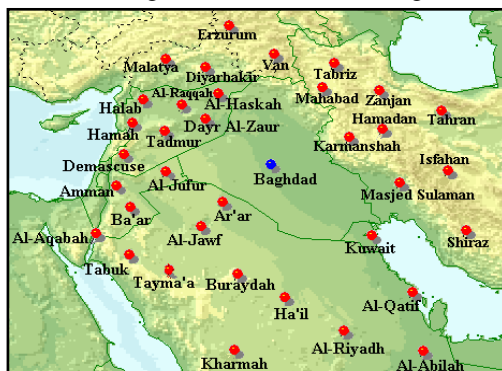 Erzurum
Malatya
Van
Diyarbakir
Tabriz
Al-Raqqah
Mahabad
Zanjan
Halab
Al-Haskah
Tahran
Hamah
Dayr Al-Zaur
Hamadan
Tadmur
Karmanshah
Demascuse
Isfahan
Baghdad
Amman
Al-Jufur
Masjed Sulaman
Ba'ar
Ar'ar
Al-Aqabah
Al-Jawf
Kuwait
Shiraz
Tabuk
Tayma'a
Buraydah
Ha'il
Al-Qatif
Al-Riyadh
Kharmah
Al-Abilah